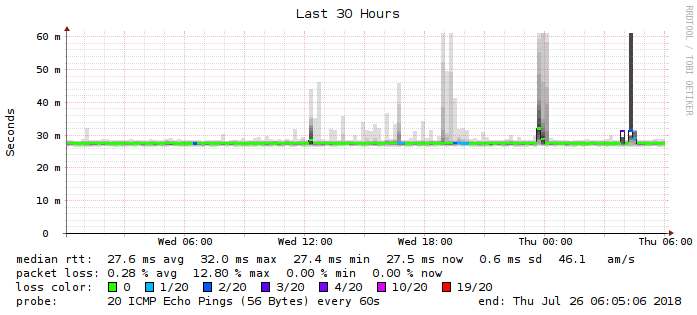 Last 30 Hours
RRDTOOL / TOBI OETIKER
Seconds
60 m
50 m
40 m
30 m
20 m
10 m
0
Wed 06:00 Wed 12:00 Wed 18:00 Thu 00:00 Thu 06:00
median rtt: 27.6 ms avg 32.0 ms max 27.4 ms min 27.5 ms now 0.6 ms sd 46.1 am/s
packet loss: 0.28 % avg 12.80 % max 0.00 % min 0.00 % now
loss color: 0 1/20 2/20 3/20 4/20 10/20 19/20
probe: 20 ICMP Echo Pings (56 Bytes) every 60s end: Thu Jul 26 06:05:06 2018